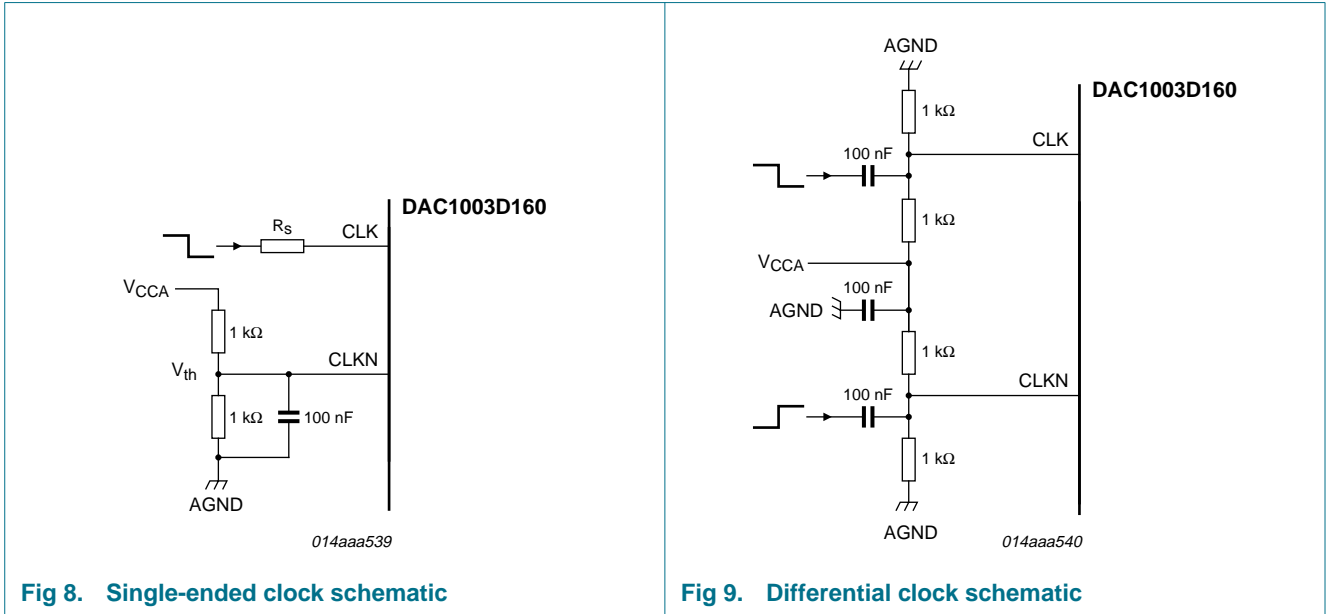 DAC1003D160
RS
CLK
VCCA
1 kΩ
Vth
CLKN
1 kΩ
100 nF
AGND
014aaa539
Fig 8. Single-ended clock schematic
AGND
DAC1003D160
1 kΩ
CLK
100 nF
1 kΩ
VCCA
100 nF
AGND
1 kΩ
CLKN
100 nF
1 kΩ
AGND
014aaa540
Fig 9. Differential clock schematic